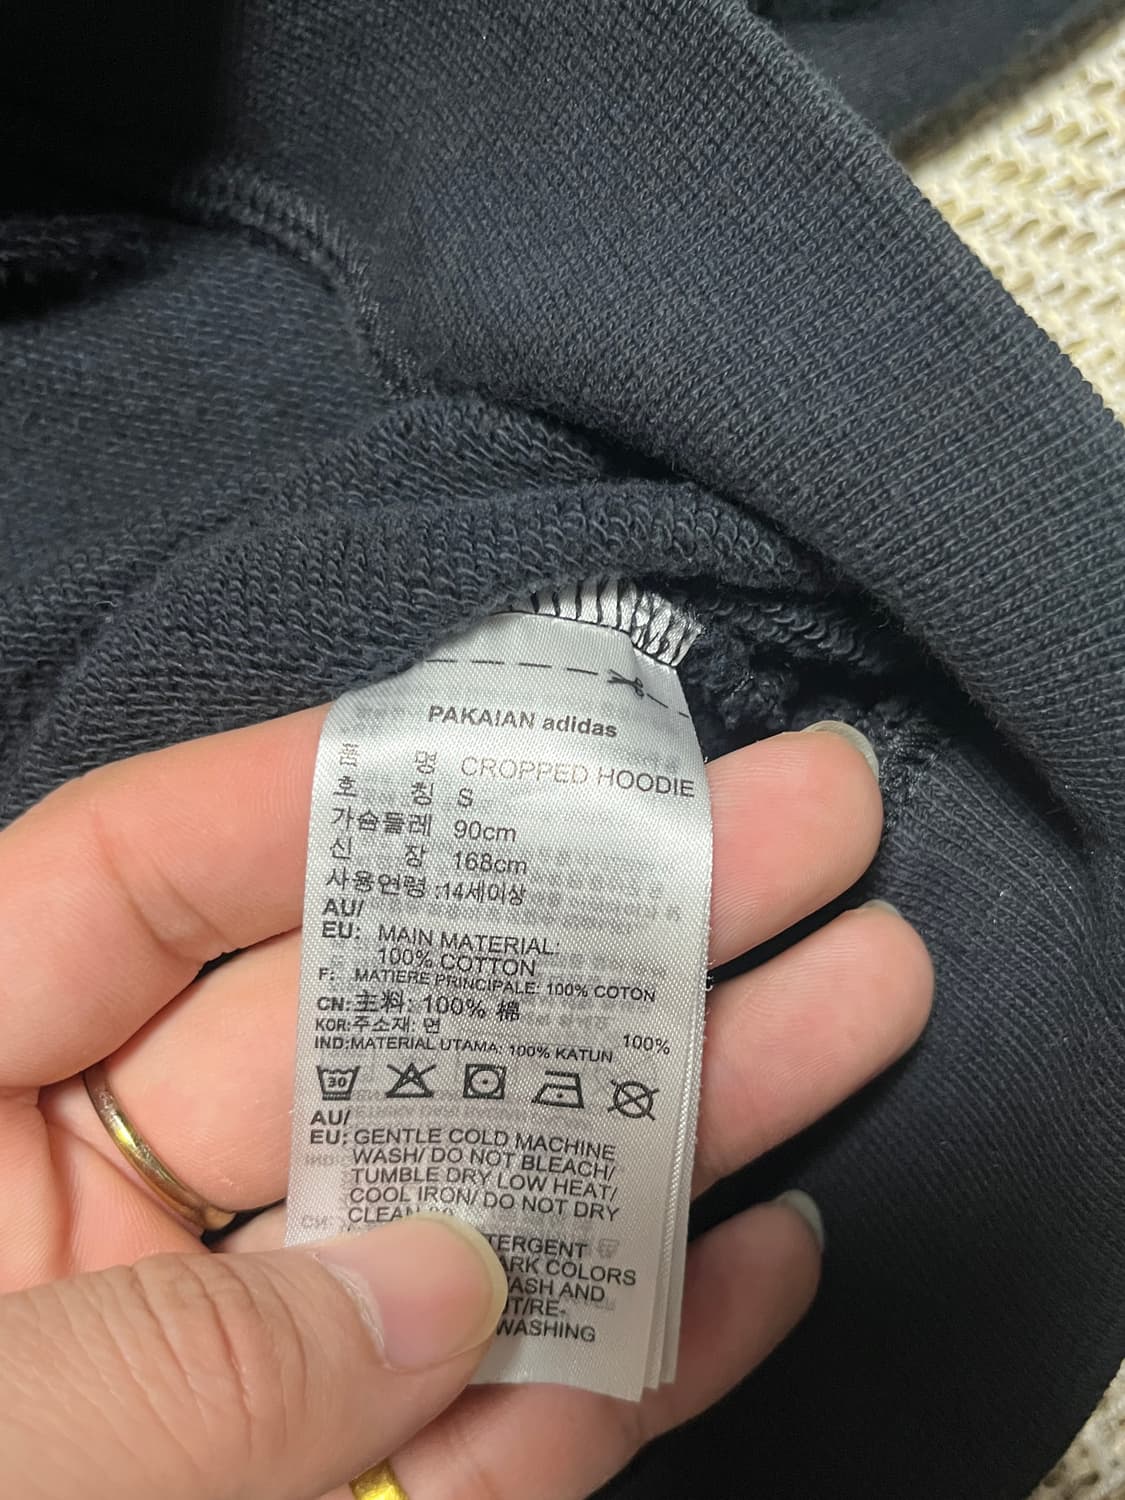 PAKAIAN adidas
품 명 CROPPED HOODIE
호 칭 S
가슴둘레 90cm
신 장 168cm
사용연령 :14세이상
AU/
EU: MAIN MATERIAL:
100% COTTON
F: MATIERE PRINCIPALE: 100% COTON
CN: 主料: 100% 棉
KOR:주소재: 면 100%
IND:MATERIAL UTAMA: 100% KATUN
30
AU/
EU: GENTLE COLD MACHINE
WASH/ DO NOT BLEACH/
TUMBLE DRY LOW HEAT/
COOL IRON/ DO NOT DRY
CLEAN
COLORS
AND
WASHING